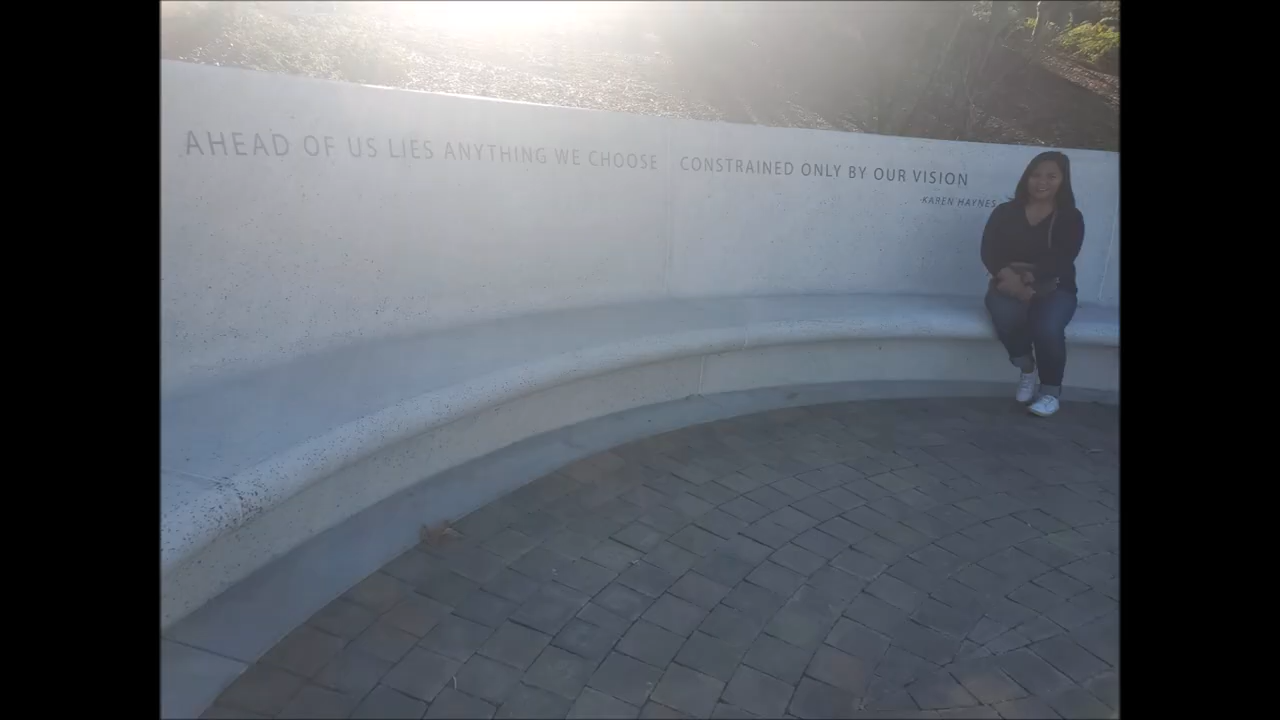 AHEAD OF US LIES ANYTHING WE CHOOSE CONSTRAINED ONLY BY OUR VISION
-KAREN HAYNES